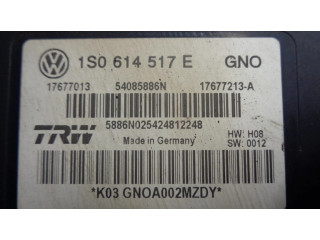 1S0 614 517 E GNO
17677013 54085886N 17677213-A
5886N025424812248
TRW Made in Germany HW: H08
SW: 0012
*K03 GNOA002MZDY*